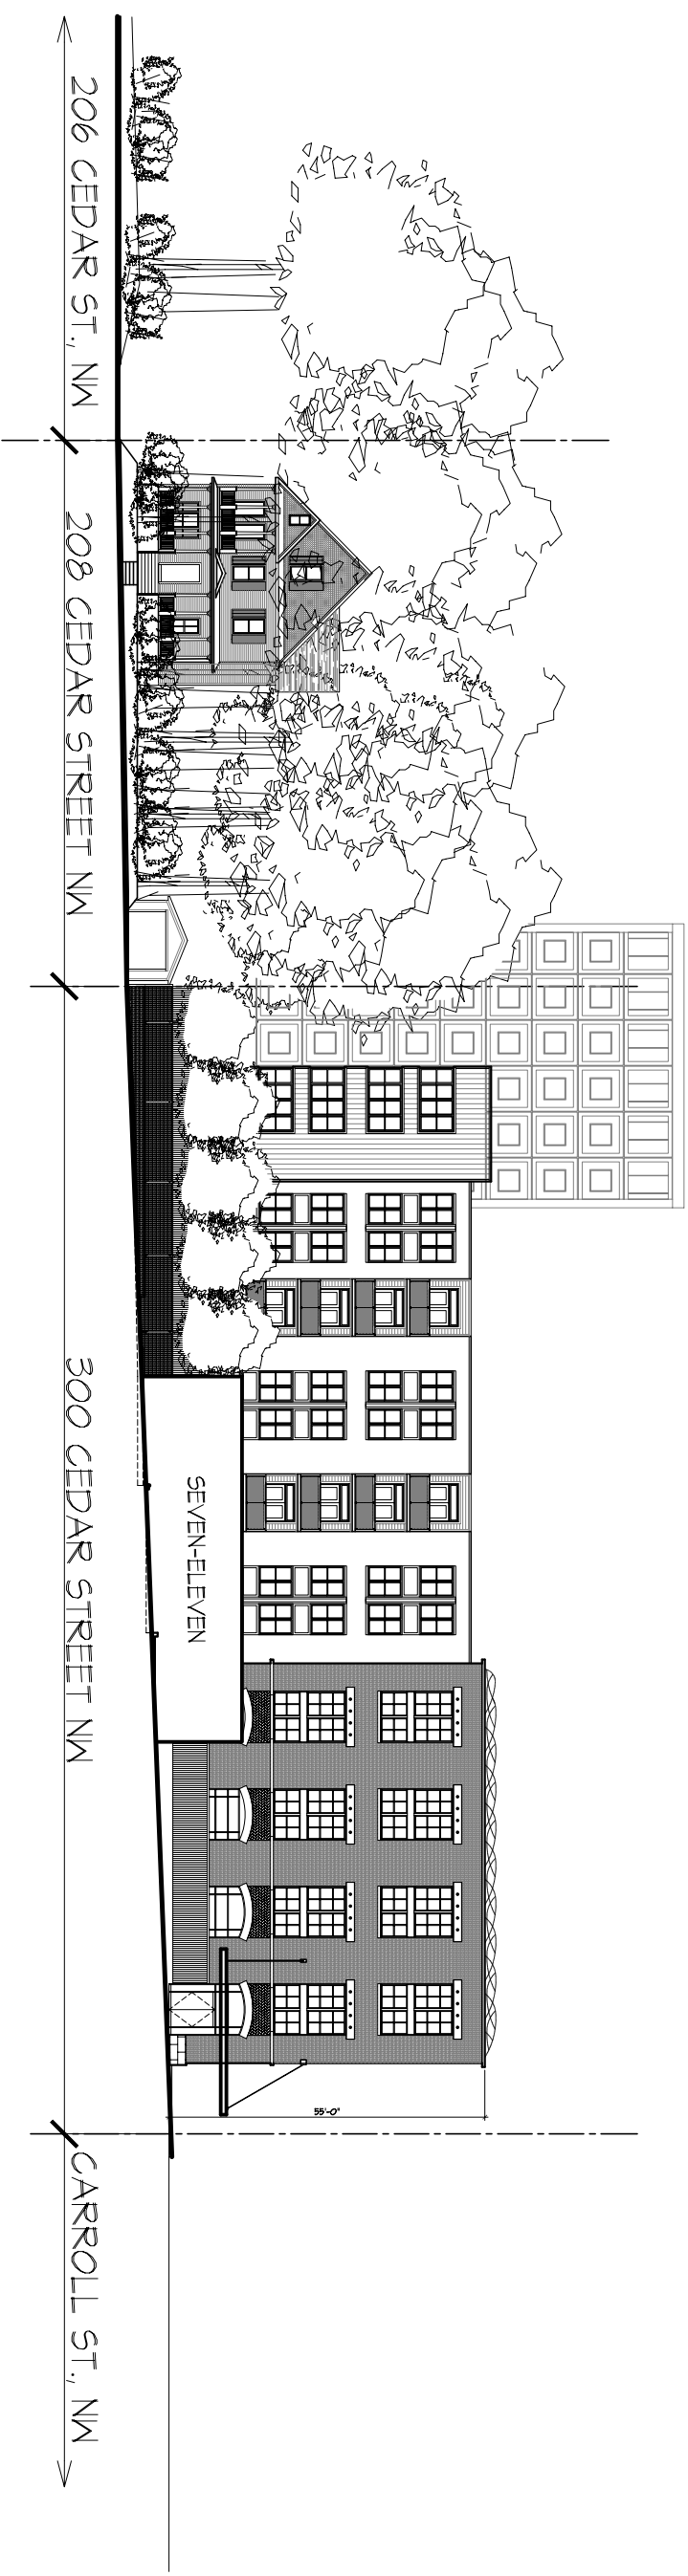 206 CEDAR ST., NW
208 CEDAR STREET NW
300 CEDAR STREET NW
CARROLL ST., NW
SEVEN-ELEVEN
55'-0"